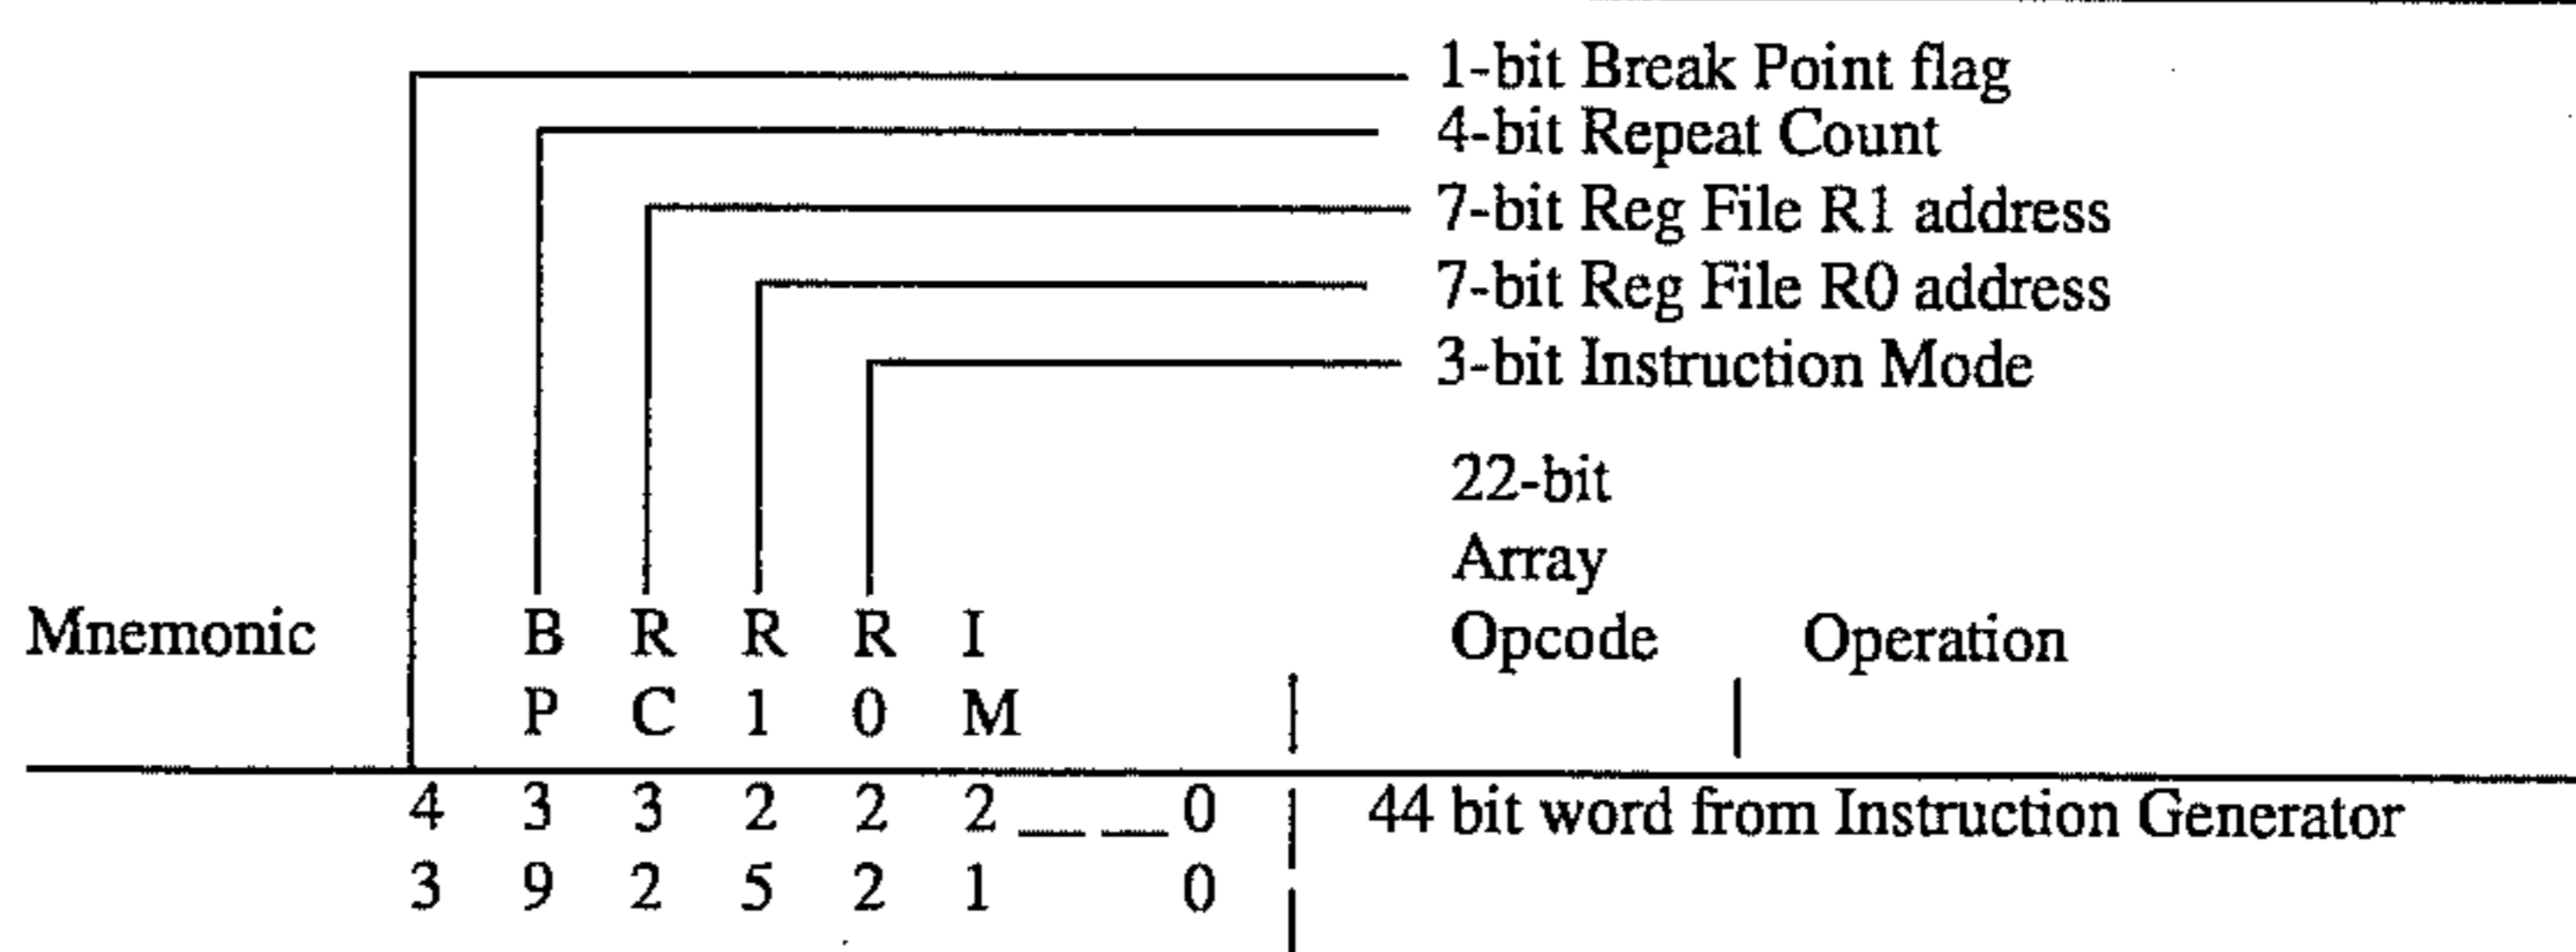 1-bit Break Point flag
4-bit Repeat Count
7-bit Reg File R1 address
7-bit Reg File R0 address
3-bit Instruction Mode
22-bit
Array
Mnemonic B R R R I Opcode Operation
P C 1 0 M
4 3 3 2 2 2 __ __ 0 44 bit word from Instruction Generator
3 9 2 5 2 1 0